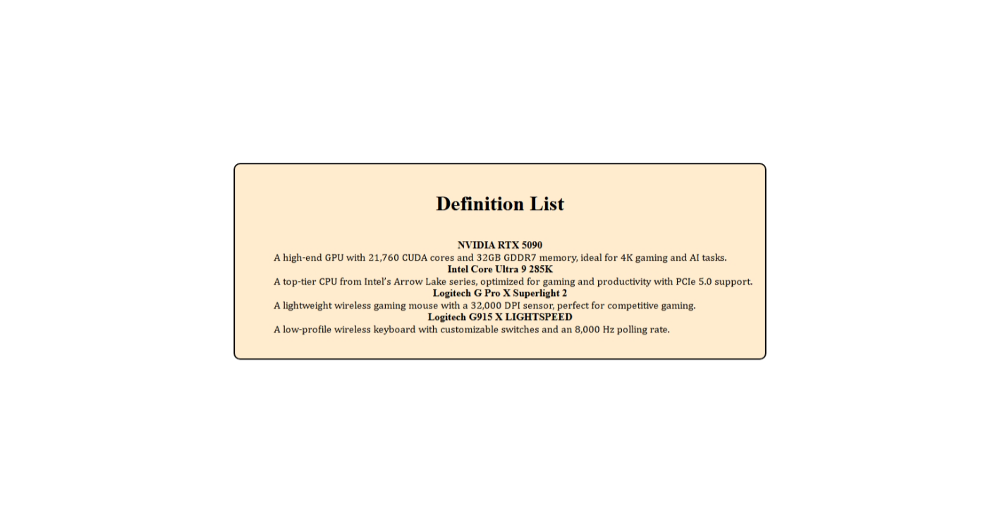 Definition List
NVIDIA RTX 5090
A high-end GPU with 21,760 CUDA cores and 32GB GDDR7 memory, ideal for 4K gaming and AI tasks.
Intel Core Ultra 9 285K
A top-tier CPU from Intel’s Arrow Lake series, optimized for gaming and productivity with PCIe 5.0 support.
Logitech G Pro X Superlight 2
A lightweight wireless gaming mouse with a 32,000 DPI sensor, perfect for competitive gaming.
Logitech G915 X LIGHTSPEED
A low-profile wireless keyboard with customizable switches and an 8,000 Hz polling rate.